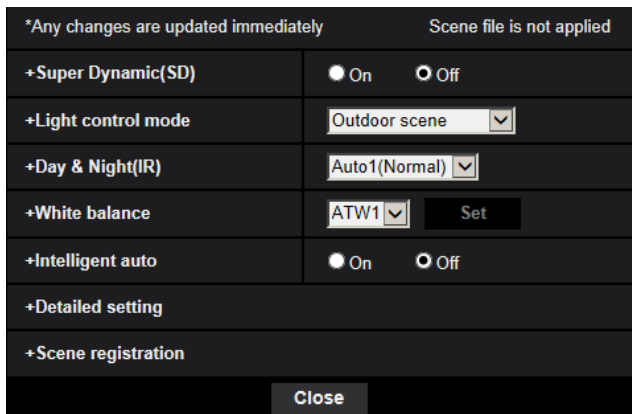 *Any changes are updated immediately Scene file is not applied
+Super Dynamic(SD) On Off
+Light control mode Outdoor scene
+Day & Night(IR) Auto1(Normal)
+White balance ATW1 Set
+Intelligent auto On Off
+Detailed setting
+Scene registration
Close